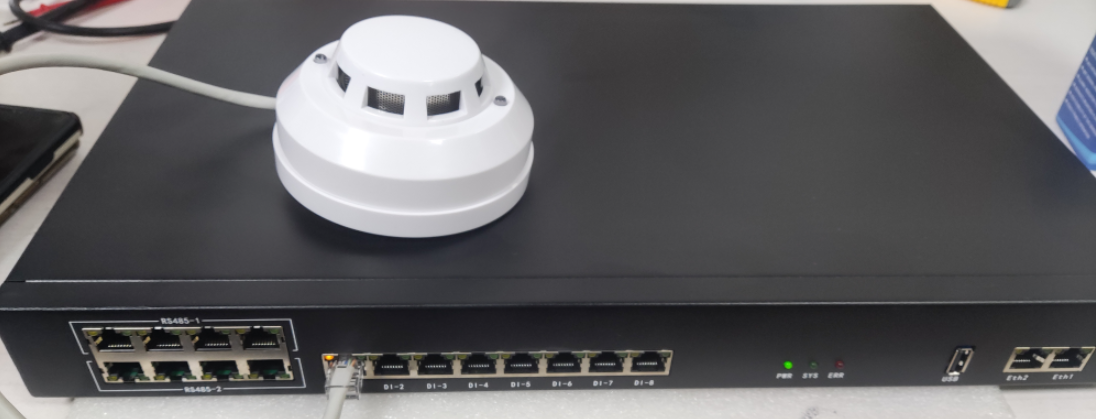 RS485-1
RS485-2
DI-2 DI-3 DI-4 DI-5 DI-6 DI-7 DI-8
PWR SYS ERR
USB
Eth2 Eth1